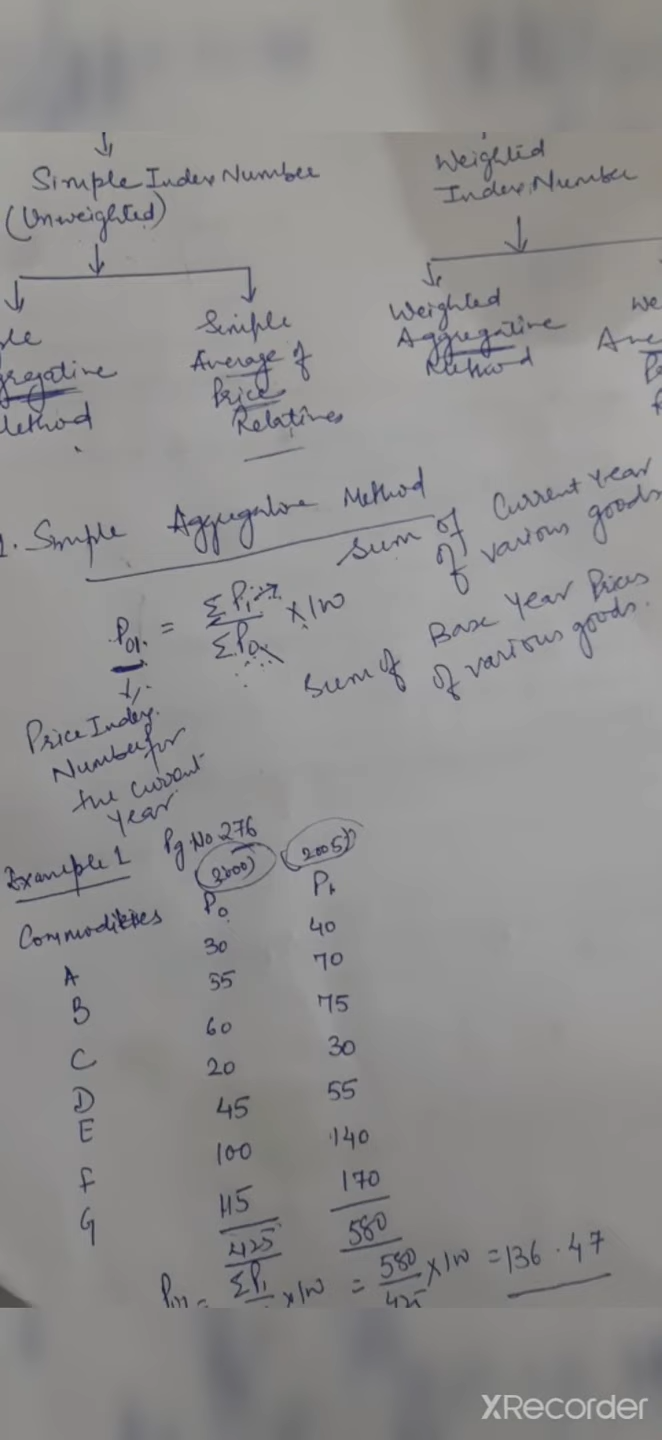 Simple Index Number
(Unweighted)
Weighted
Index Number
Method
Simple
Average of
Price
Relatives
Weighted
Aggregative
Method
1. Simple Aggregative Method
P01 = ΣP1 / ΣP0 × 100
Sum of Current Year
of various goods
Sum of Base Year Prices
of various goods.
Price Index
Number for
the current
year
Example 1 Pg No 276
(2000) (2005)
Commodities P0 P1
A 30 40
B 35 70
C 60 75
D 20 30
E 45 55
F 100 140
G 115 170
425 580
P01 = ΣP1 × 100 = 580/425 × 100 = 136.47
XRecorder